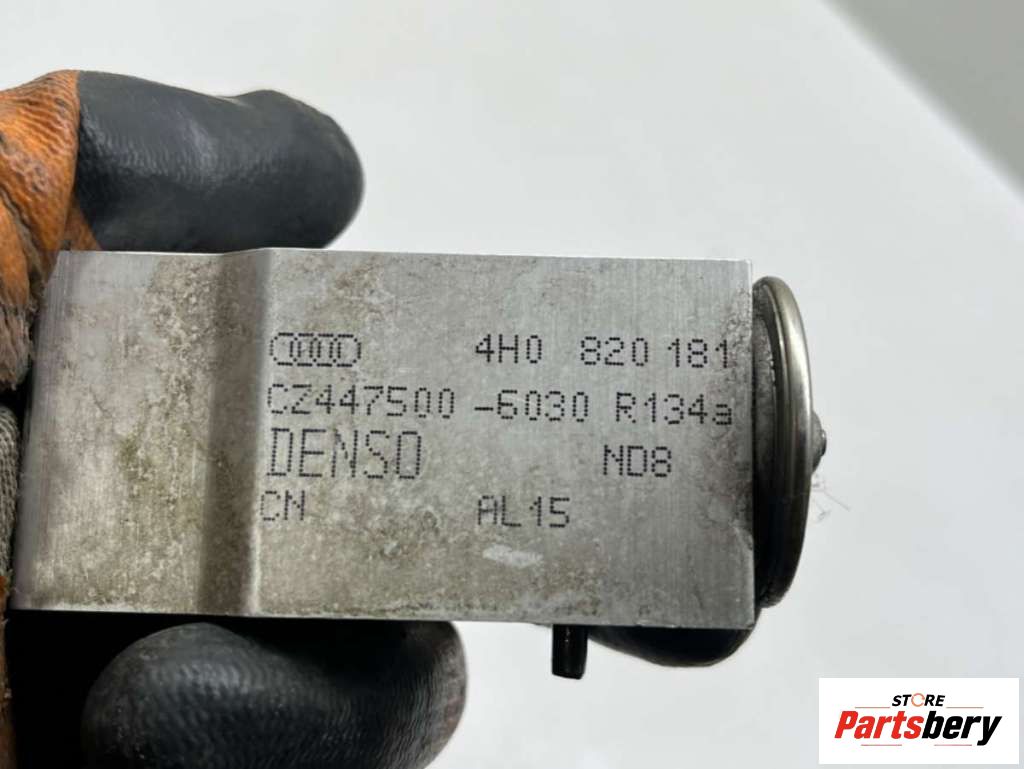 4H0 820 181
CZ447500-6030 R134a
DENSO ND8
CN AL15
STORE
Partsbery